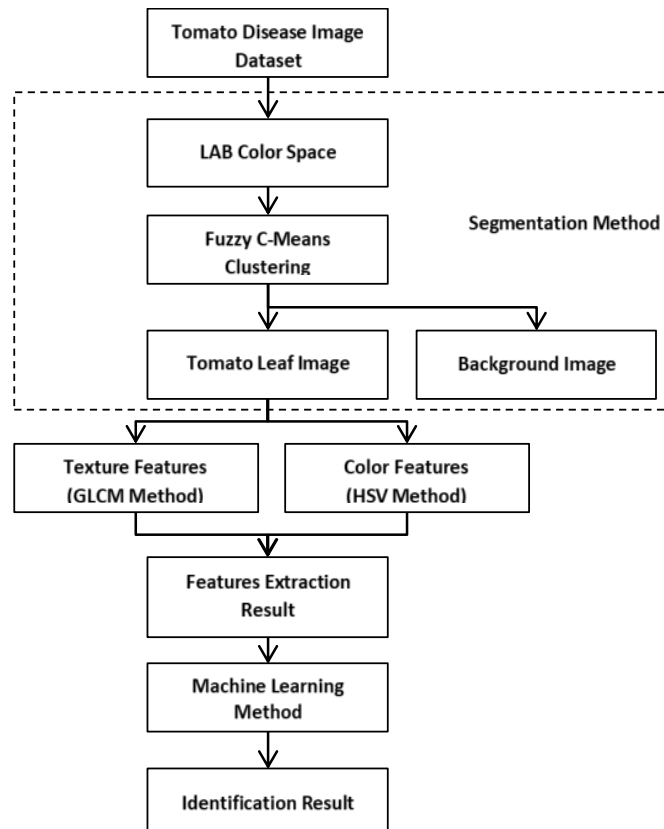 Tomato Disease Image
Dataset
LAB Color Space
Fuzzy C-Means
Clustering
Segmentation Method
Tomato Leaf Image
Background Image
Texture Features
(GLCM Method)
Color Features
(HSV Method)
Features Extraction
Result
Machine Learning
Method
Identification Result